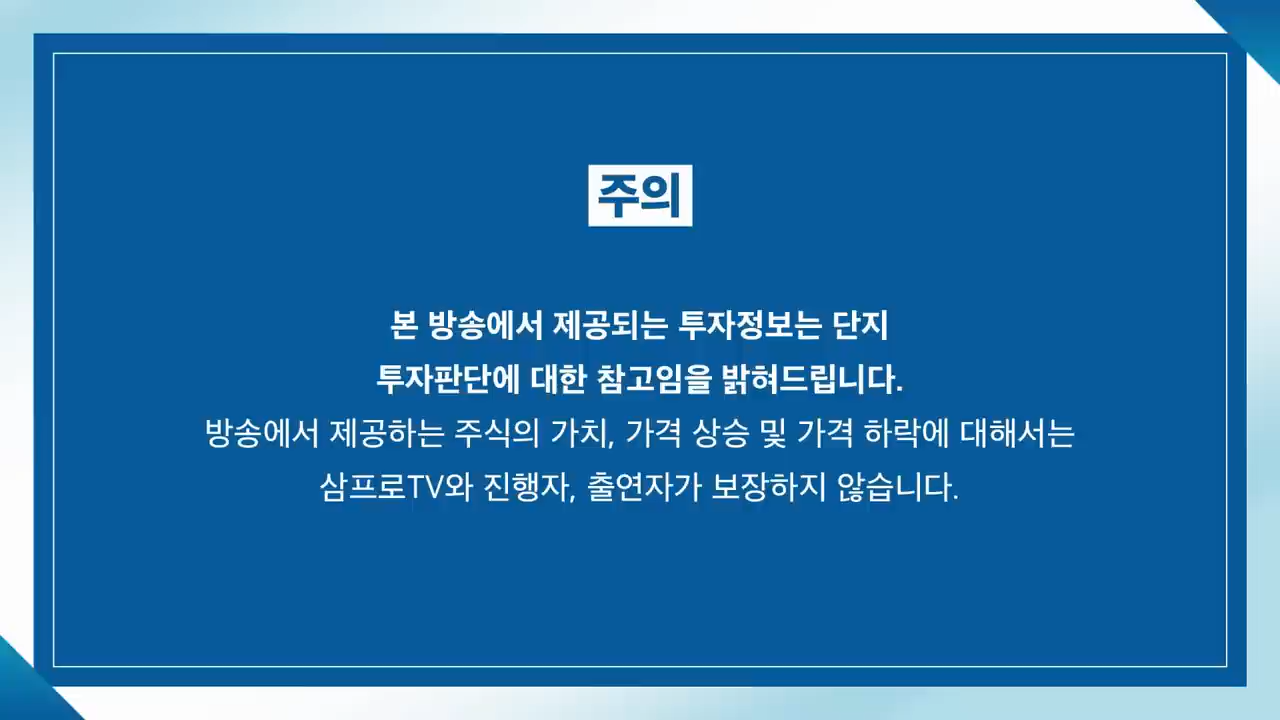 주의
본 방송에서 제공되는 투자정보는 단지
투자판단에 대한 참고임을 밝혀드립니다.
방송에서 제공하는 주식의 가치, 가격 상승 및 가격 하락에 대해서는
삼프로TV와 진행자, 출연자가 보장하지 않습니다.